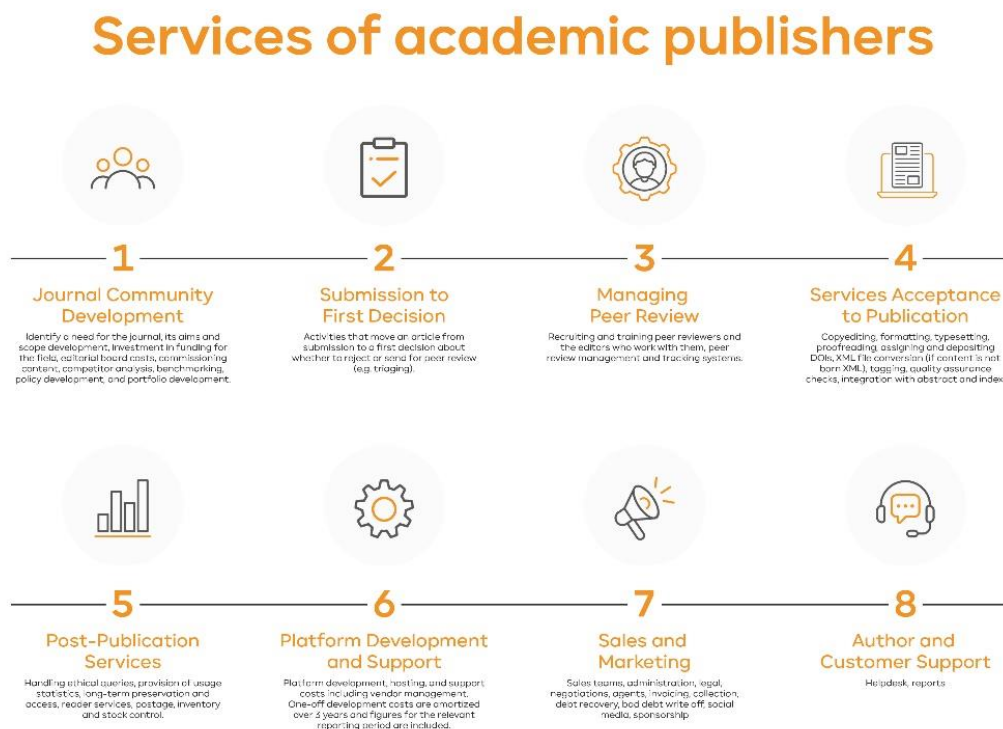 Services of academic publishers
1
2
3
4
Journal Community
Development
Submission to
First Decision
Managing
Peer Review
Services Acceptance
to Publication
Identify a need for the journal, its aims and
scope development, Investment in funding for
the field, editorial board costs, commissioning
content, competitor analysis, benchmarking,
policy development, and portfolio development.
Activities that move an article from
submission to a first decision about
whether to reject or send for peer review
(e.g. triaging).
Recruiting and training peer reviewers and
the editors who work with them, peer
review management and tracking systems.
Copyediting, formatting, typesetting,
proofreading, assigning and depositing
DOIs, XML file conversion (if content is not
born XML), tagging, quality assurance
checks, integration with abstract and index
5
6
7
8
Post-Publication
Services
Platform Development
and Support
Sales and
Marketing
Author and
Customer Support
Handling ethical queries, provision of usage
statistics, long-term preservation and
access, reader services, postage, inventory
and stock control.
Platform development, hosting, and support
costs including vendor management.
One-off development costs are amortized
over 3 years and figures for the relevant
reporting period are included.
Sales teams, administration, legal,
negotiations, agents, invoicing, collection,
debt recovery, bad debt write off, social
media, sponsorship
Helpdesk, reports